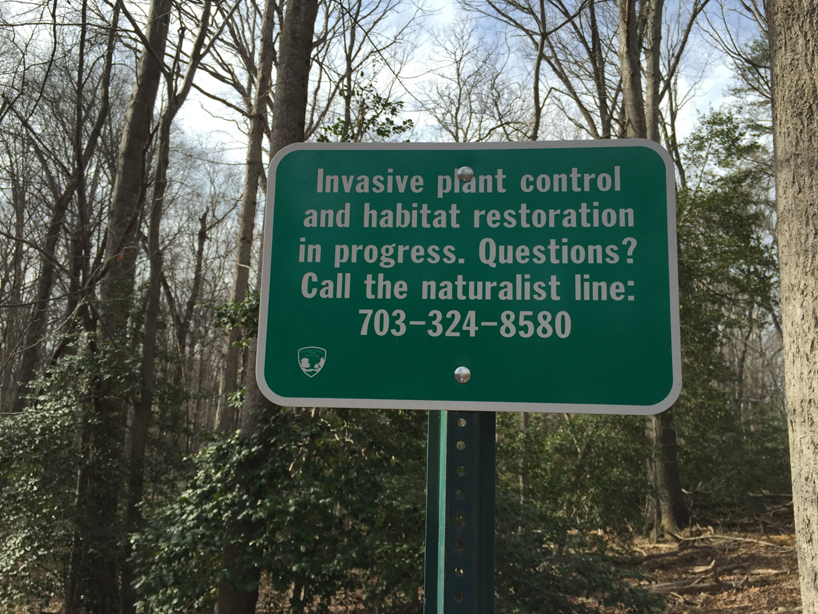 Invasive plant control
and habitat restoration
in progress. Questions?
Call the naturalist line:
703-324-8580